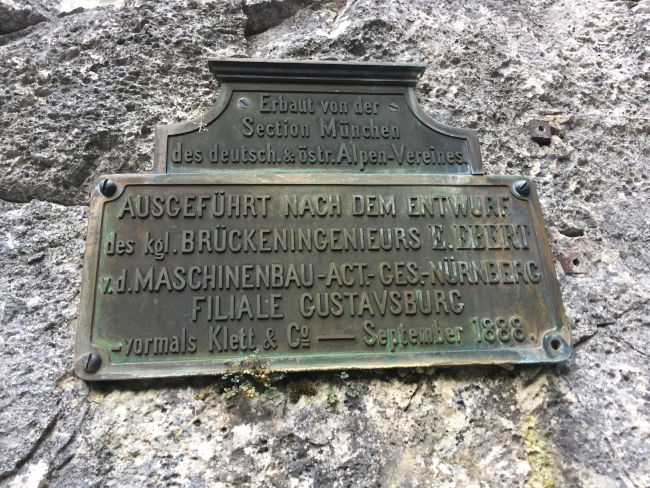 Erbaut von der
Section München
des deutsch. & östr. Alpen-Vereines.
AUSGEFÜHRT NACH DEM ENTWURF
des kgl. BRÜCKENINGENIEURS E. EBERT
v. d. MASCHINENBAU-ACT.-GES.-NÜRNBERG
FILIALE GUSTAVSBURG
– vormals Klett. & Co — September 1888. –